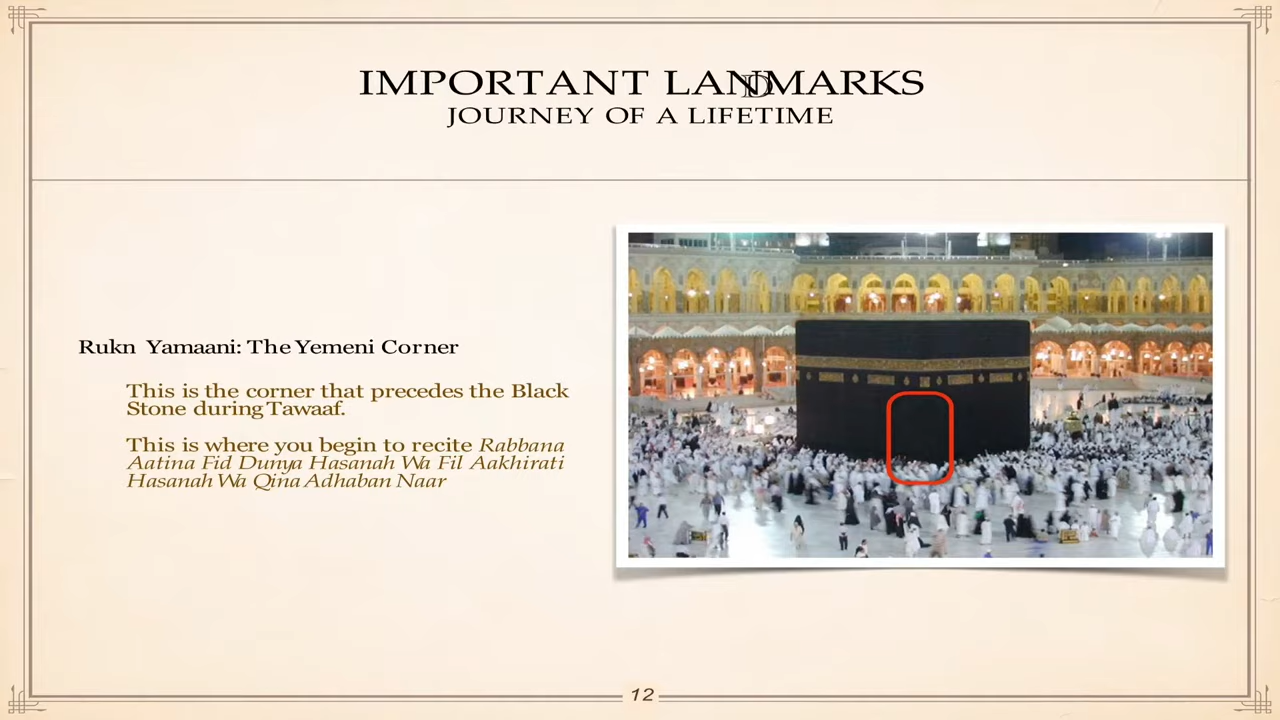 IMPORTANT LANDMARKS
JOURNEY OF A LIFETIME
Rukn Yamaani: The Yemeni Corner
This is the corner that precedes the Black
Stone during Tawaaf.
This is where you begin to recite Rabbana
Aatina Fid Dunya Hasanah Wa Fil Aakhirati
Hasanah Wa Qina Adhaban Naar
12